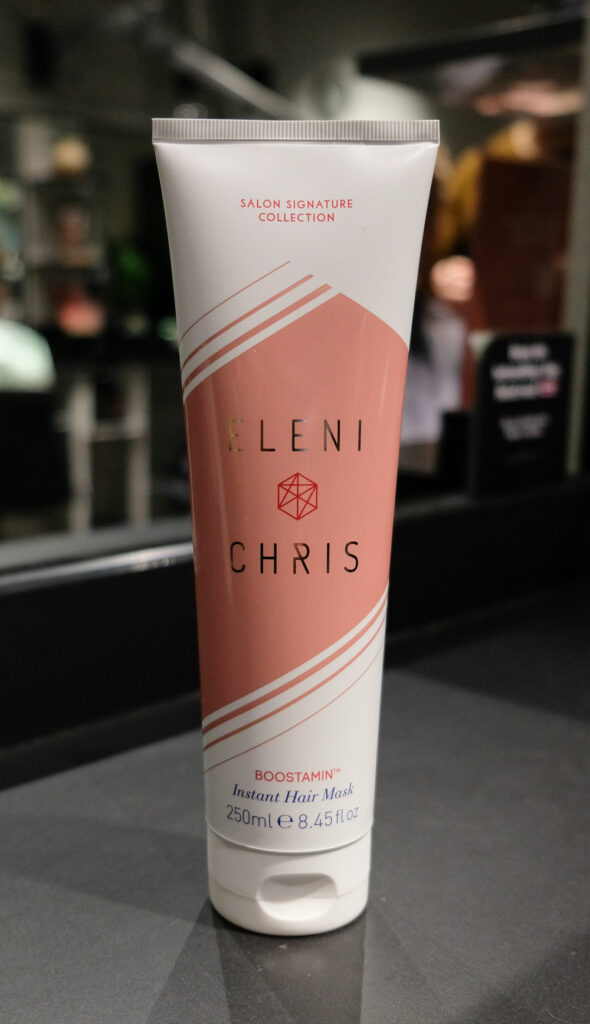 SALON SIGNATURE
COLLECTION
ELENI
CHRIS
BOOSTAMIN™
Instant Hair Mask
250ml ℮ 8.45 fl oz